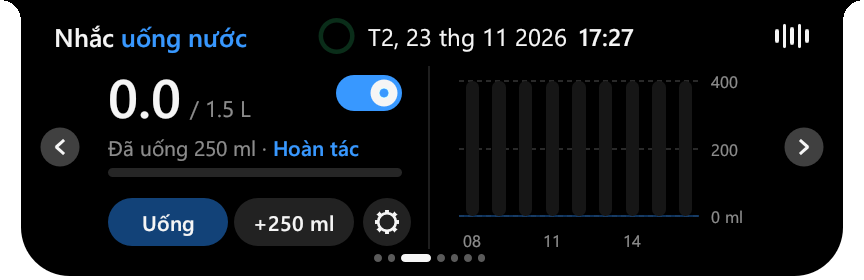 Nhắc uống nước
T2, 23 thg 11 2026 17:27
0.0 / 1.5 L
Đã uống 250 ml · Hoàn tác
Uống
+250 ml
400
200
0 ml
08 11 14